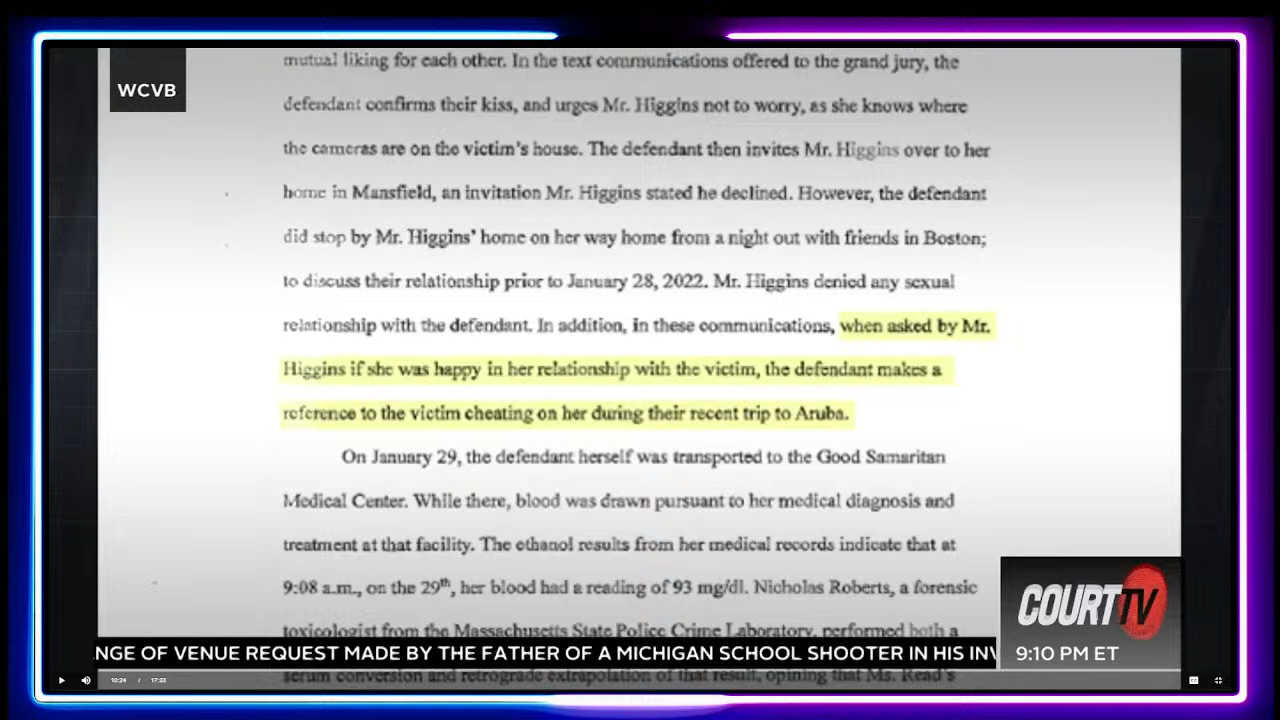 WCVB
mutual liking for each other. In the text communications offered to the grand jury, the
defendant confirms their kiss, and urges Mr. Higgins not to worry, as she knows where
the cameras are on the victim's house. The defendant then invites Mr. Higgins over to her
home in Mansfield, an invitation Mr. Higgins stated he declined. However, the defendant
did stop by Mr. Higgins' home on her way home from a night out with friends in Boston;
to discuss their relationship prior to January 28, 2022. Mr. Higgins denied any sexual
relationship with the defendant. In addition, in these communications, when asked by Mr.
Higgins if she was happy in her relationship with the victim, the defendant makes a
reference to the victim cheating on her during their recent trip to Aruba.
On January 29, the defendant herself was transported to the Good Samaritan
Medical Center. While there, blood was drawn pursuant to her medical diagnosis and
treatment at that facility. The ethanol results from her medical records indicate that at
9:08 a.m., on the 29th, her blood had a reading of 93 mg/dl. Nicholas Roberts, a forensic
toxicologist from the Massachusetts State Police Crime Laboratory, performed both a
serum conversion and retrograde extrapolation of that result, opining that Ms. Read's
COURT TV
9:10 PM ET
NGE OF VENUE REQUEST MADE BY THE FATHER OF A MICHIGAN SCHOOL SHOOTER IN HIS INV
10:24 / 17:33